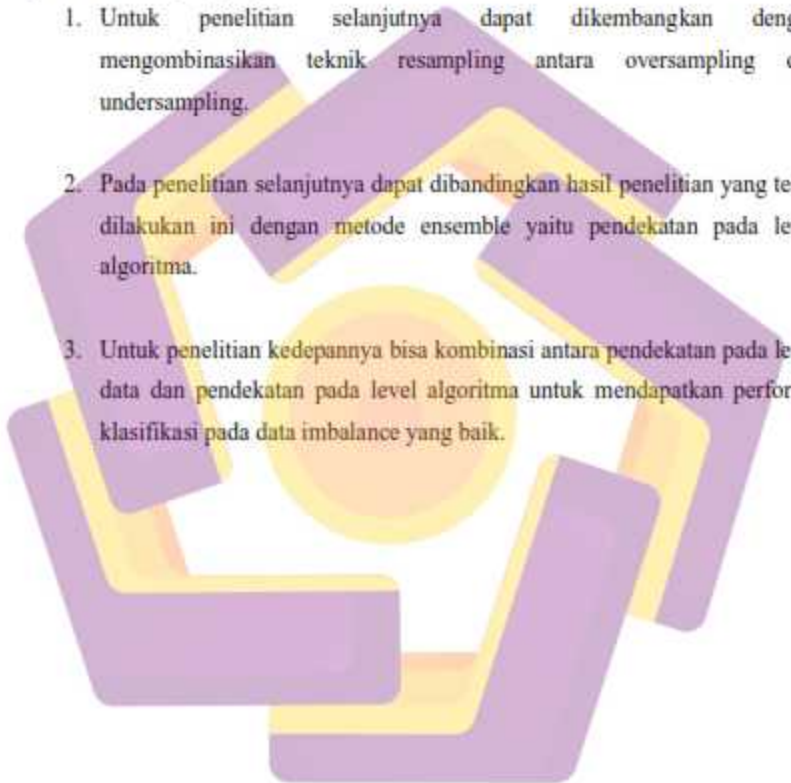 1. Untuk penelitian selanjutnya dapat dikembangkan deng
mengombinasikan teknik resampling antara oversampling d
undersampling.
2. Pada penelitian selanjutnya dapat dibandingkan hasil penelitian yang te
dilakukan ini dengan metode ensemble yaitu pendekatan pada le
algoritma.
3. Untuk penelitian kedepannya bisa kombinasi antara pendekatan pada le
data dan pendekatan pada level algoritma untuk mendapatkan perfor
klasifikasi pada data imbalance yang baik.